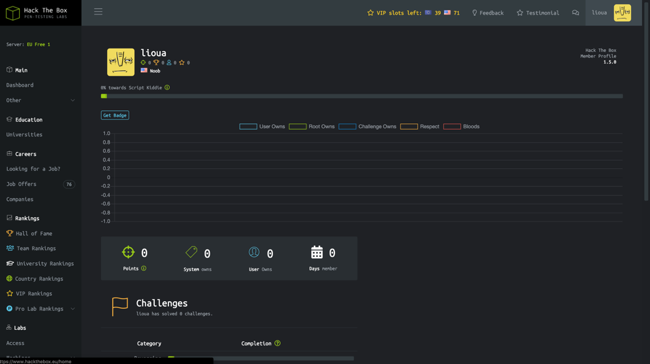 Hack The Box
PEN-TESTING LABS
VIP slots left: 39 71
Feedback
Testimonial
lioua
Server: EU Free 1
Main
Dashboard
Other
Education
Universities
Careers
Looking for a Job?
Job Offers 76
Companies
Rankings
Hall of Fame
Team Rankings
University Rankings
Country Rankings
VIP Rankings
Pro Lab Rankings
Labs
Access
lioua
0 0 0 0
Noob
Hack The Box
Member Profile
1.5.0
0% towards Script Kiddie
Get Badge
User Owns Root Owns Challenge Owns Respect Bloods
1.0
0.8
0.6
0.4
0.2
0
-0.2
-0.4
-0.6
-0.8
-1.0
0 Points
0 System owns
0 User Owns
0 Days member
Challenges
lioua has solved 0 challenges.
Category Completion
ttps://www.hackthebox.eu/home